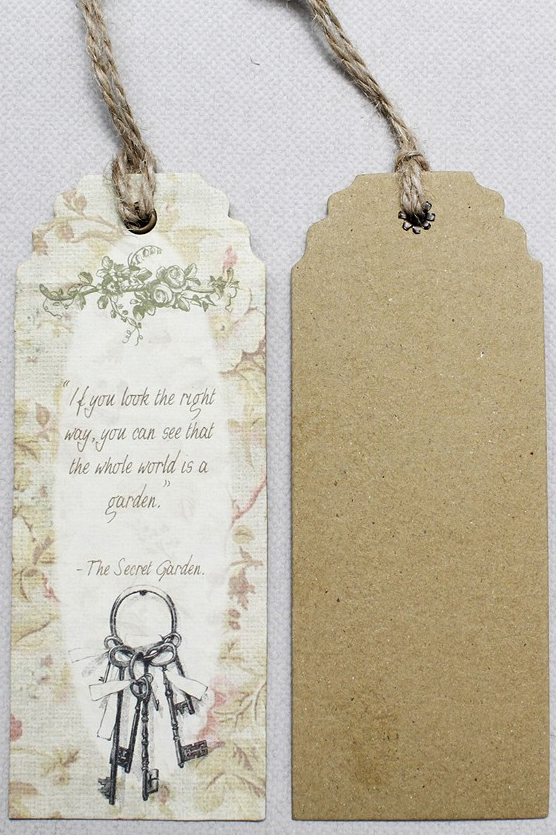 "If you look the right
way, you can see that
the whole world is a
garden."
- The Secret Garden.